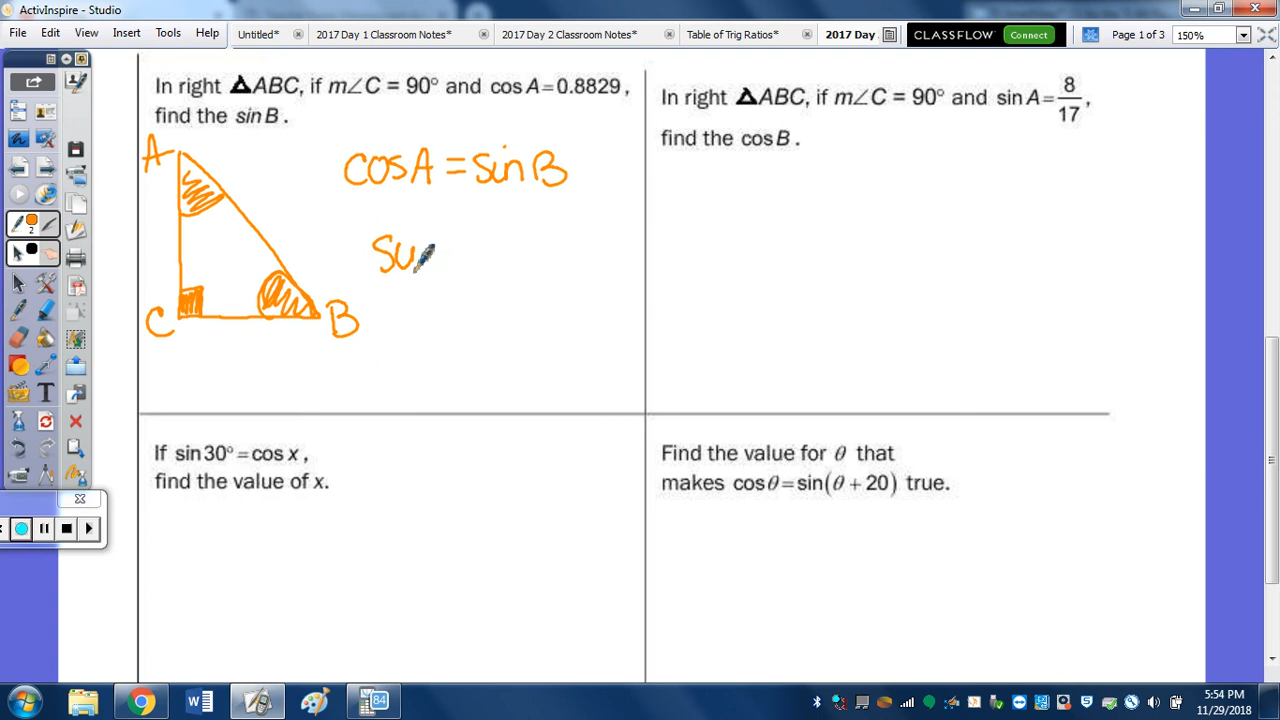 ActivInspire - Studio
File Edit View Insert Tools Help
Untitled* 2017 Day 1 Classroom Notes* 2017 Day 2 Classroom Notes* Table of Trig Ratios* 2017 Day
CLASSFLOW Connect
Page 1 of 3 150%
In right △ABC, if m∠C = 90° and cos A=0.8829,
find the sin B.
A
cosA = sinB
C
B
In right △ABC, if m∠C = 90° and sin A= 8/17,
find the cos B.
If sin 30° = cos x,
find the value of x.
Find the value for θ that
makes cos θ = sin(θ + 20) true.
2
T
84
5:54 PM
11/29/2018